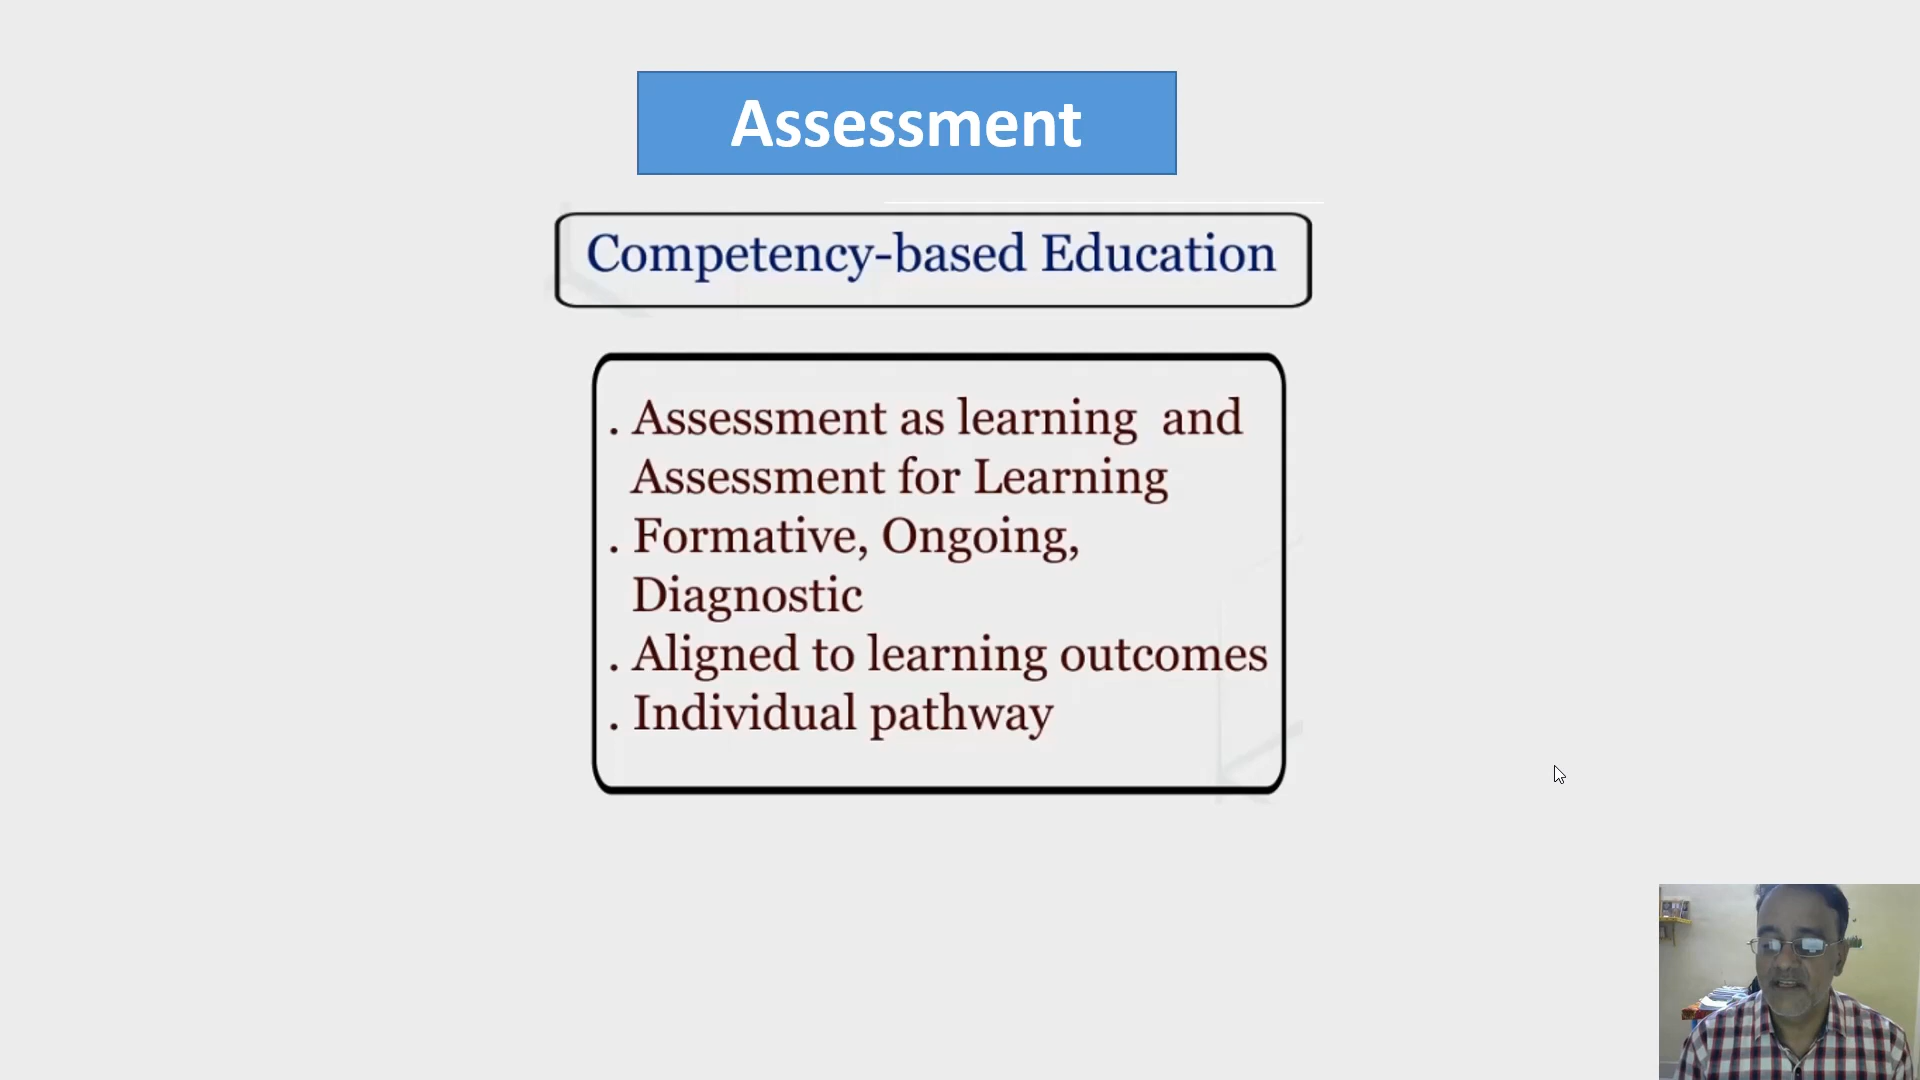 Assessment
Competency-based Education
. Assessment as learning and
Assessment for Learning
. Formative, Ongoing,
Diagnostic
. Aligned to learning outcomes
. Individual pathway